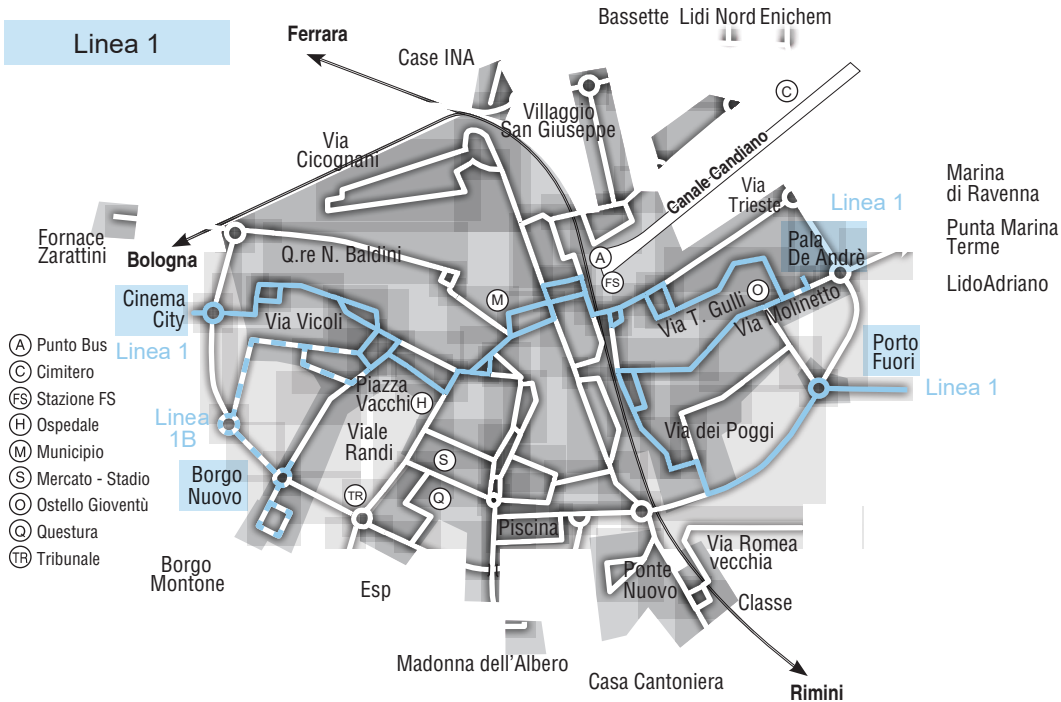 Linea 1
Ferrara
Case INA
Bassette
Lidi Nord
Enichem
C
Villaggio
San Giuseppe
Via
Cicognani
Canale Candiano
Via
Trieste
Marina
di Ravenna
Linea 1
Punta Marina
Terme
LidoAdriano
Fornace
Zarattini
Bologna
Q.re N. Baldini
A
FS
Pala
De Andrè
Cinema
City
M
O
Via Vicoli
Via T. Gulli
Via Molinetto
Linea 1
Porto
Fuori
Linea 1
A Punto Bus
C Cimitero
FS Stazione FS
H Ospedale
M Municipio
S Mercato - Stadio
O Ostello Gioventù
Q Questura
TR Tribunale
Piazza
Vacchi
H
Linea
1B
Viale
Randi
Via dei Poggi
S
Borgo
Nuovo
TR
Q
Piscina
Via Romea
vecchia
Borgo
Montone
Esp
Ponte
Nuovo
Classe
Madonna dell'Albero
Casa Cantoniera
Rimini